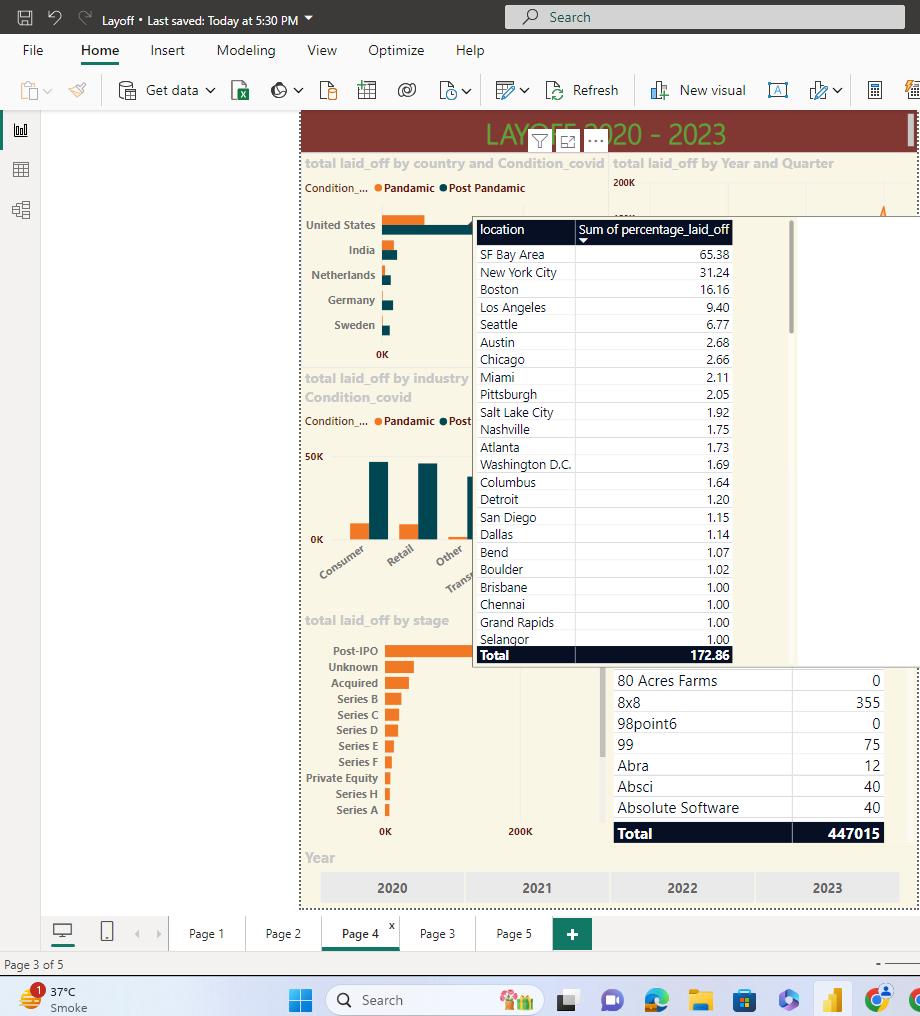 Layoff • Last saved: Today at 5:30 PM
Search
File Home Insert Modeling View Optimize Help
Get data Refresh New visual
2020 - 2023
total laid_off by country and Condition_covid
Condition_... Pandamic Post Pandamic
United States
India
Netherlands
Germany
Sweden
0K
total laid_off by Year and Quarter
200K
location Sum of percentage_laid_off
SF Bay Area 65.38
New York City 31.24
Boston 16.16
Los Angeles 9.40
Seattle 6.77
Austin 2.68
Chicago 2.66
Miami 2.11
Pittsburgh 2.05
Salt Lake City 1.92
Nashville 1.75
Atlanta 1.73
Washington D.C. 1.69
Columbus 1.64
Detroit 1.20
San Diego 1.15
Dallas 1.14
Bend 1.07
Boulder 1.02
Brisbane 1.00
Chennai 1.00
Grand Rapids 1.00
Selangor 1.00
Total 172.86
total laid_off by industry
Condition_covid
Condition_... Pandamic Post
50K
0K
Consumer Retail Other
total laid_off by stage
Post-IPO
Unknown
Acquired
Series B
Series C
Series D
Series E
Series F
Private Equity
Series H
Series A
0K 200K
80 Acres Farms 0
8x8 355
98point6 0
99 75
Abra 12
Absci 40
Absolute Software 40
Total 447015
Year
2020 2021 2022 2023
Page 1 Page 2 Page 4 x Page 3 Page 5 +
Page 3 of 5
1
37°C
Smoke
Search